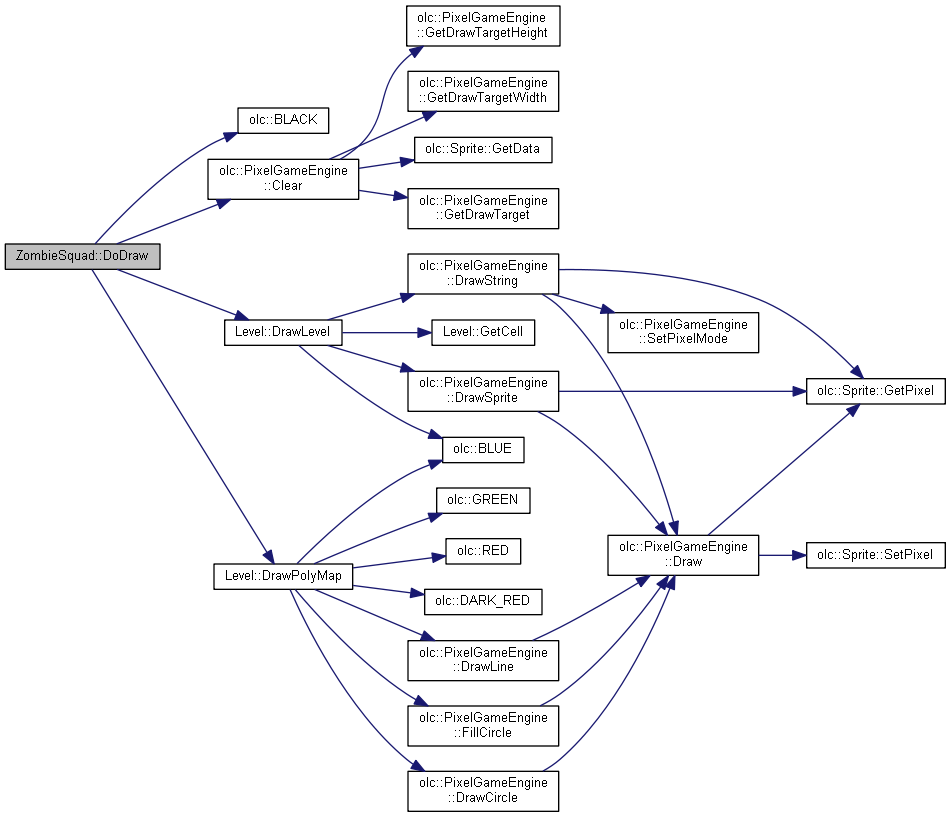 ZombieSquad::DoDraw
olc::BLACK
olc::PixelGameEngine
::Clear
olc::PixelGameEngine
::GetDrawTargetHeight
olc::PixelGameEngine
::GetDrawTargetWidth
olc::Sprite::GetData
olc::PixelGameEngine
::GetDrawTarget
Level::DrawLevel
olc::PixelGameEngine
::DrawString
Level::GetCell
olc::PixelGameEngine
::DrawSprite
olc::BLUE
olc::PixelGameEngine
::SetPixelMode
olc::Sprite::GetPixel
Level::DrawPolyMap
olc::GREEN
olc::RED
olc::DARK_RED
olc::PixelGameEngine
::DrawLine
olc::PixelGameEngine
::FillCircle
olc::PixelGameEngine
::DrawCircle
olc::PixelGameEngine
::Draw
olc::Sprite::SetPixel